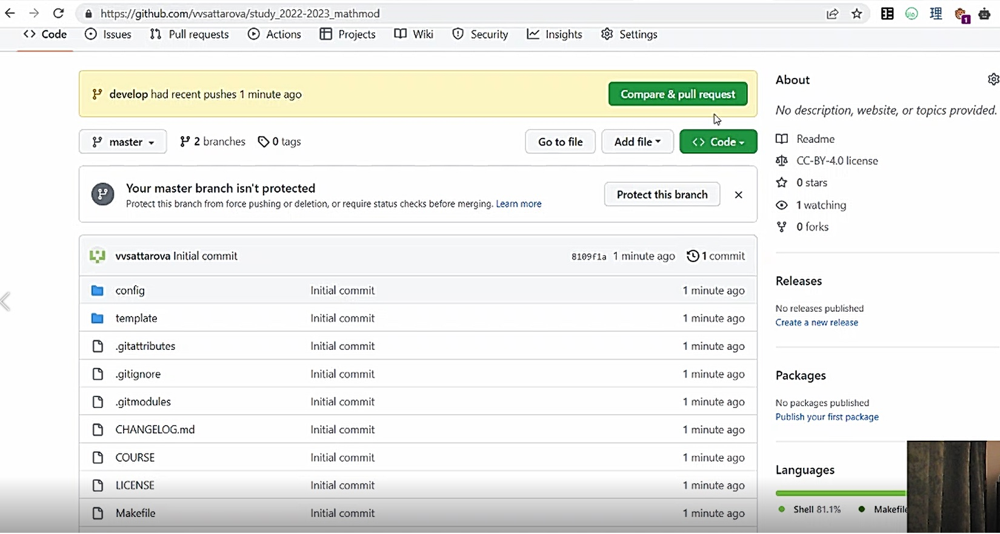 https://github.com/vvsattarova/study_2022-2023_mathmod
1
Code Issues Pull requests Actions Projects Wiki Security Insights Settings
develop had recent pushes 1 minute ago
Compare & pull request
master 2 branches 0 tags
Go to file Add file Code
Your master branch isn't protected
Protect this branch from force pushing or deletion, or require status checks before merging. Learn more
Protect this branch
vvsattarova Initial commit 8109f1a 1 minute ago 1 commit
config Initial commit 1 minute ago
template Initial commit 1 minute ago
.gitattributes Initial commit 1 minute ago
.gitignore Initial commit 1 minute ago
.gitmodules Initial commit 1 minute ago
CHANGELOG.md Initial commit 1 minute ago
COURSE Initial commit 1 minute ago
LICENSE Initial commit 1 minute ago
Makefile Initial commit 1 minute ago
About
No description, website, or topics provided.
Readme
CC-BY-4.0 license
0 stars
1 watching
0 forks
Releases
No releases published
Create a new release
Packages
No packages published
Publish your first package
Languages
Shell 81.1% Makefile